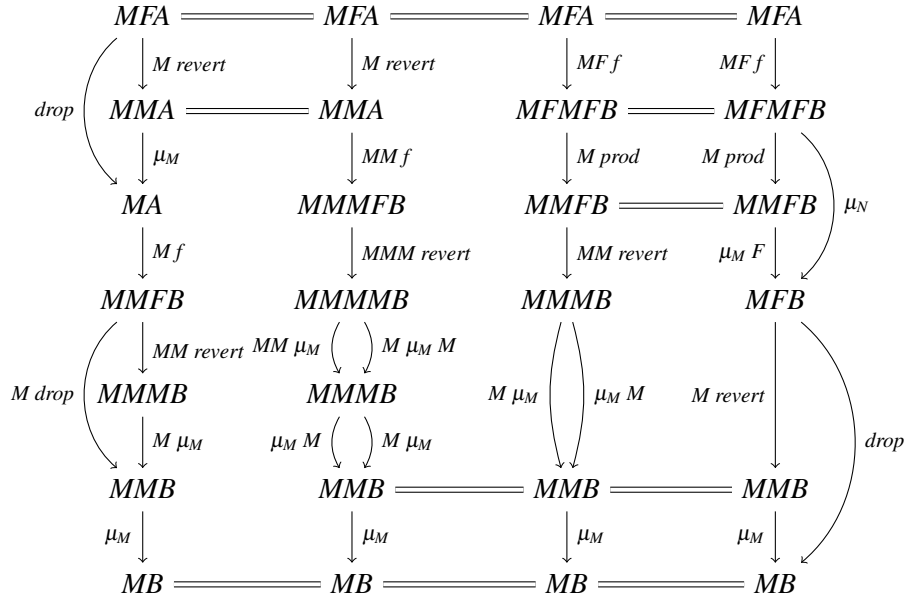 MFA MFA MFA MFA
M revert M revert MF f MF f
drop
MMA MMA MFMFB MFMFB
μ_M MM f M prod M prod
MA MMMFB MMFB MMFB
μ_N
M f MMM revert MM revert μ_M F
MMFB MMMMB MMMB MFB
MM revert MM μ_M M μ_M M
M drop MMMB MMMB M μ_M μ_M M M revert
M μ_M μ_M M M μ_M drop
MMB MMB MMB MMB
μ_M μ_M μ_M μ_M
MB MB MB MB